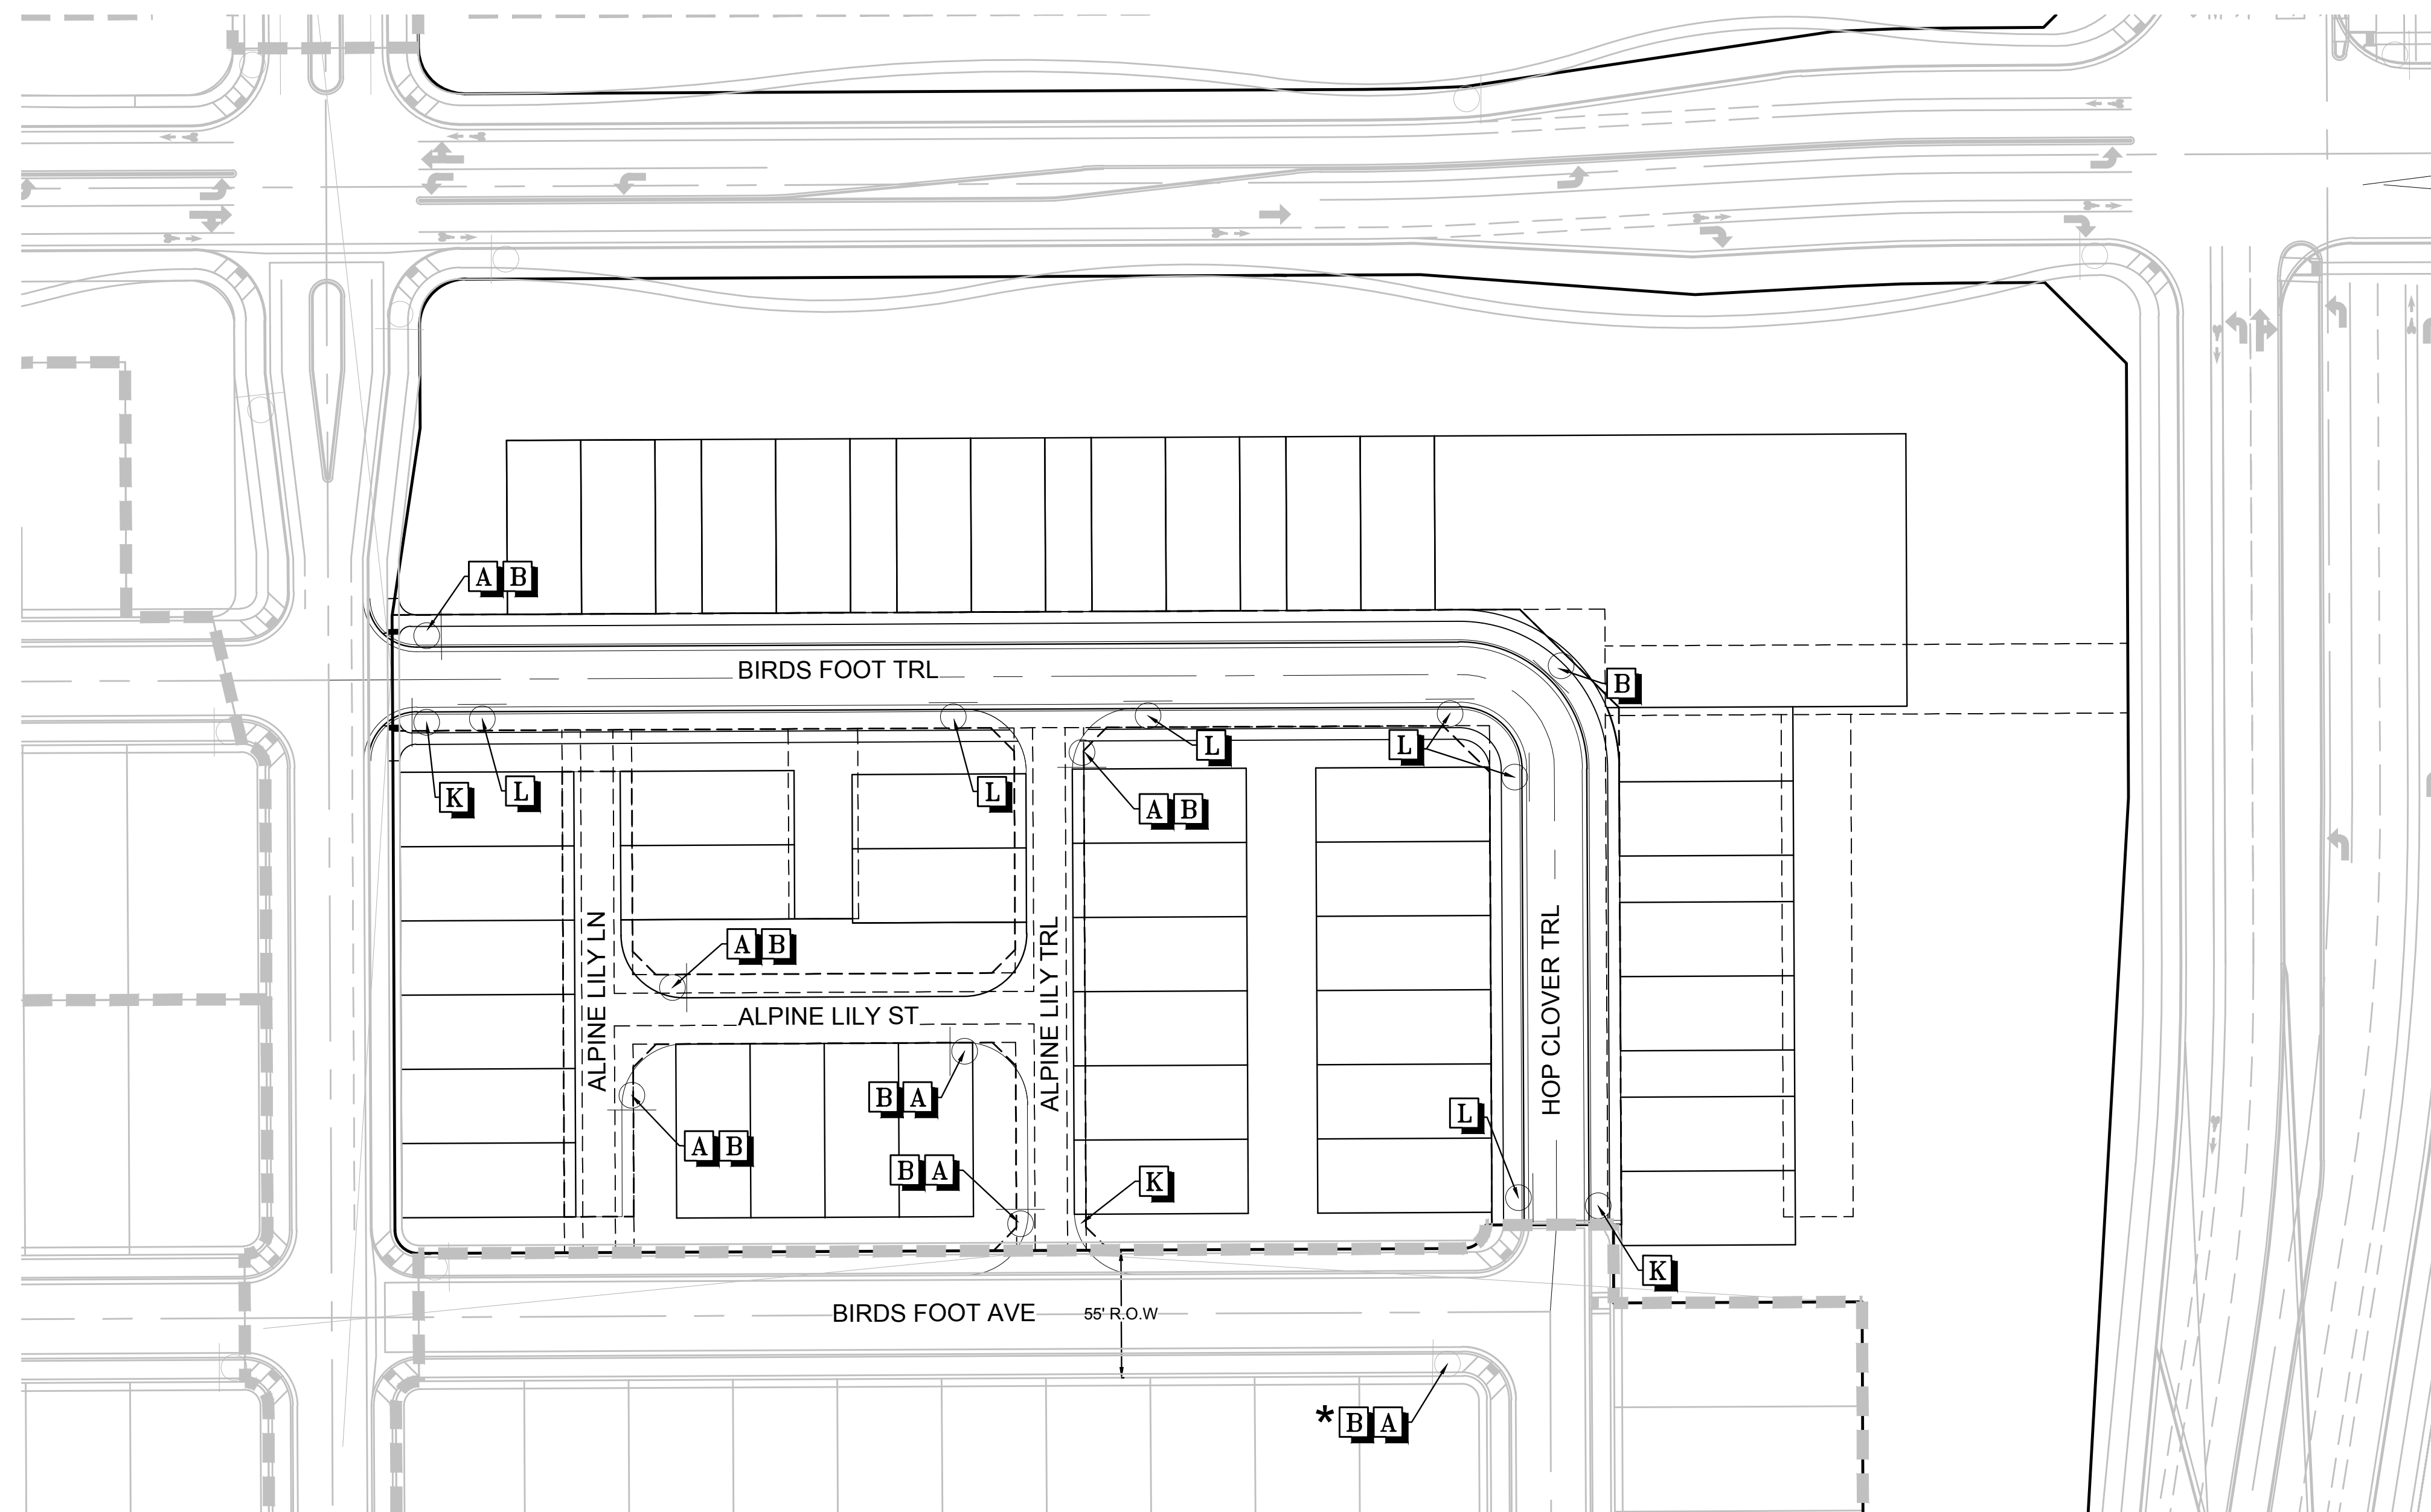 A B
BIRDS FOOT TRL
B
L
L
K
L
L
A B
A B
ALPINE LILY LN
ALPINE LILY TRL
HOP CLOVER TRL
ALPINE LILY ST
B A
L
A B
B A
K
K
BIRDS FOOT AVE
55' R.O.W
* B A